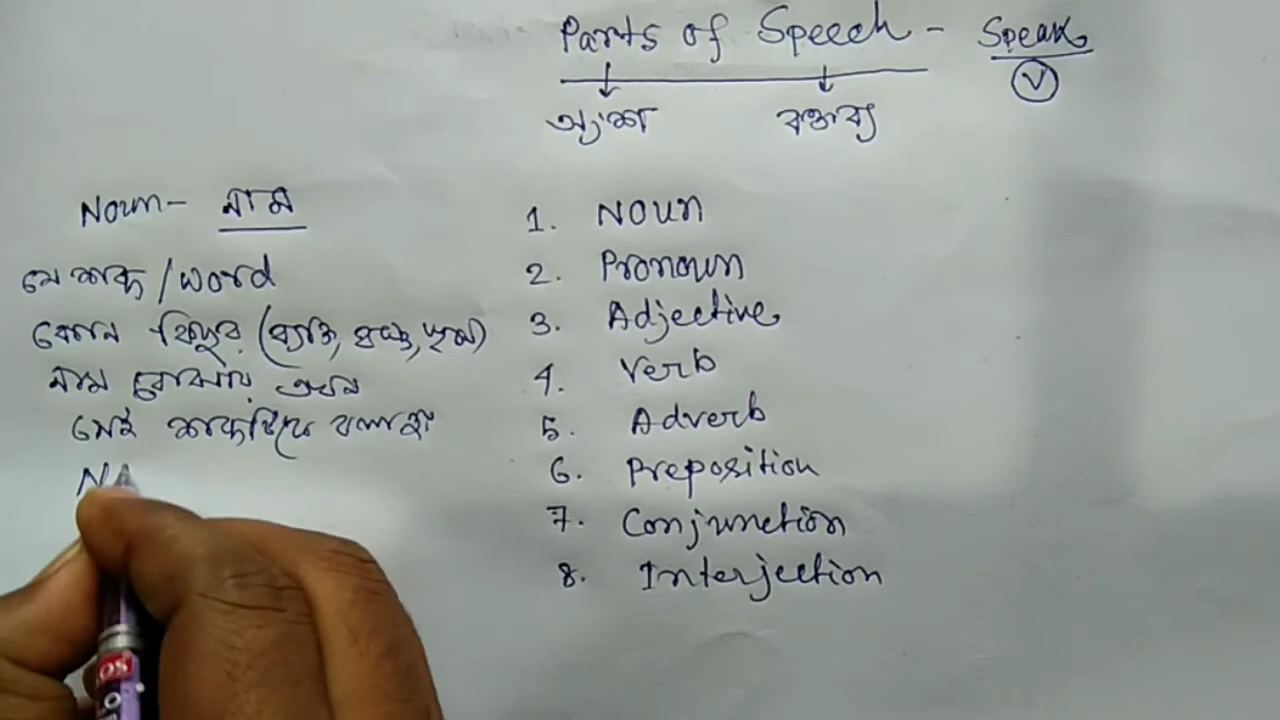 Parts of Speech - Speak
V
অ্যংশ বক্তব্য
Noun- নাম
যে শব্দ / word
কোনো কিছুর (ব্যক্তি, বস্তু, স্থান)
নাম বোঝায় তখন
সেই শব্দটিকে বলা হয়
N
1. Noun
2. Pronoun
3. Adjective
4. Verb
5. Adverb
6. Preposition
7. Conjunction
8. Interjection